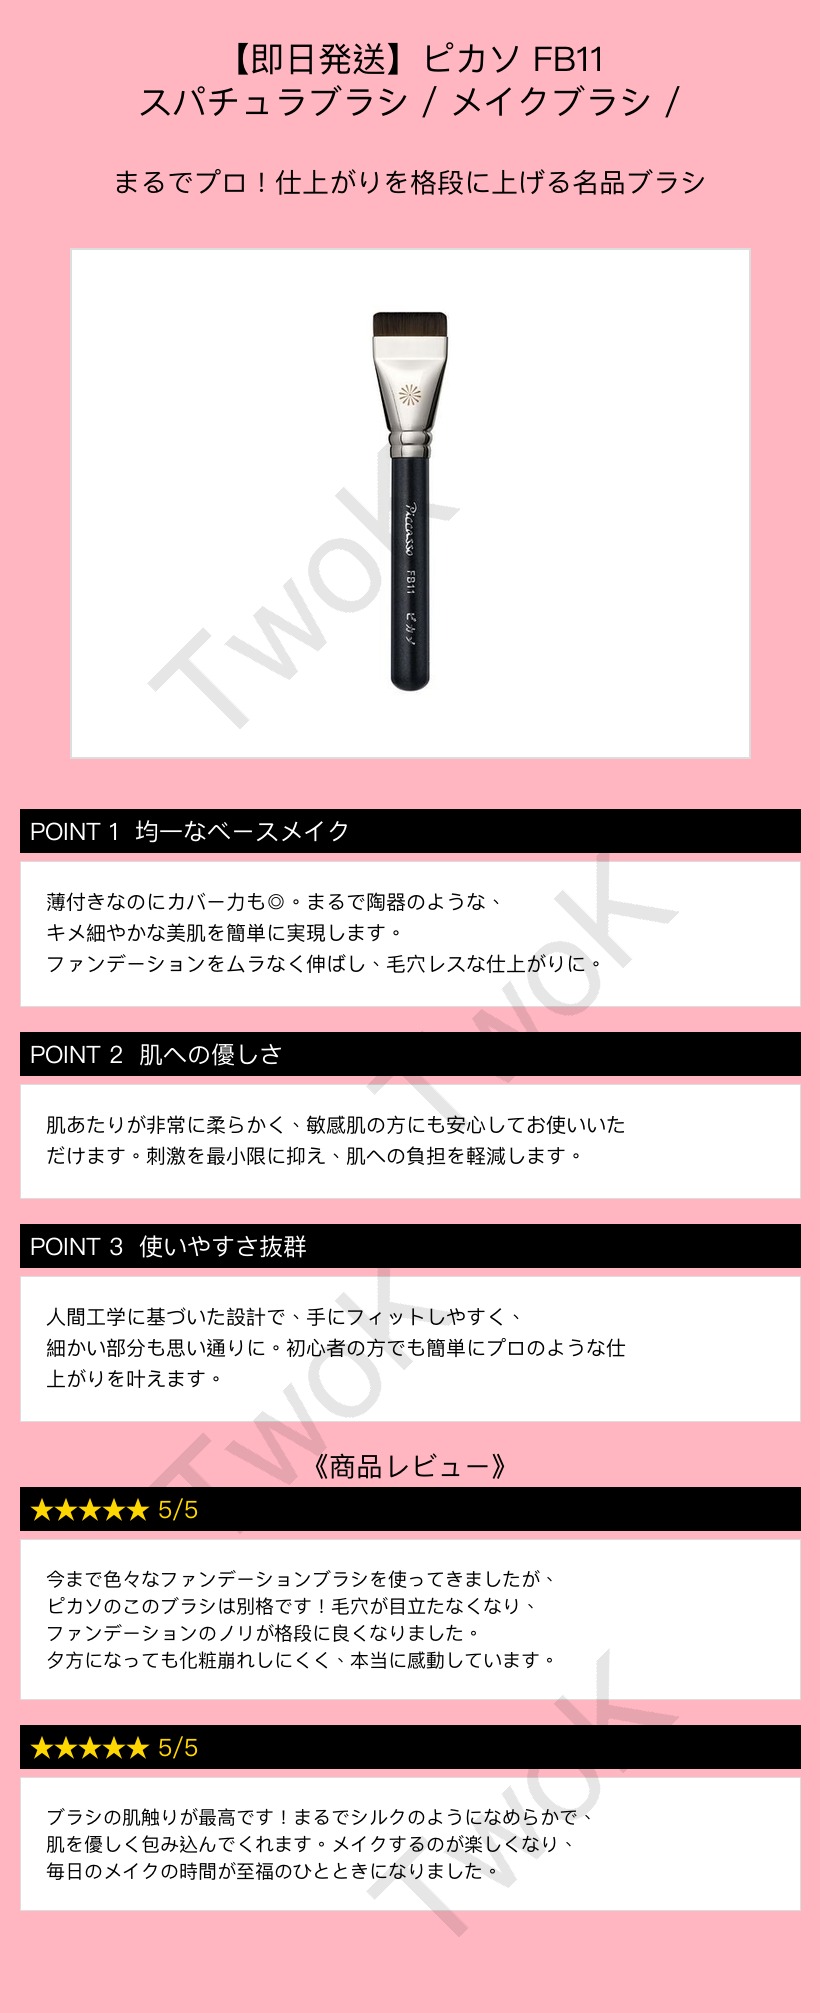 【即日発送】ピカソ FB11
スパチュラブラシ / メイクブラシ /
まるでプロ！仕上がりを格段に上げる名品ブラシ
Piccasso FB11 ピカソ
TwoK
POINT 1 均一なベースメイク
薄付きなのにカバー力も◎。まるで陶器のような、
キメ細やかな美肌を簡単に実現します。
ファンデーションをムラなく伸ばし、毛穴レスな仕上がりに。
TwoK
POINT 2 肌への優しさ
肌あたりが非常に柔らかく、敏感肌の方にも安心してお使いいた
だけます。刺激を最小限に抑え、肌への負担を軽減します。
POINT 3 使いやすさ抜群
人間工学に基づいた設計で、手にフィットしやすく、
細かい部分も思い通りに。初心者の方でも簡単にプロのような仕
上がりを叶えます。
TwoK
《商品レビュー》
★★★★★ 5/5
今まで色々なファンデーションブラシを使ってきましたが、
ピカソのこのブラシは別格です！毛穴が目立たなくなり、
ファンデーションのノリが格段に良くなりました。
夕方になっても化粧崩れしにくく、本当に感動しています。
★★★★★ 5/5
ブラシの肌触りが最高です！まるでシルクのようになめらかで、
肌を優しく包み込んでくれます。メイクするのが楽しくなり、
毎日のメイクの時間が至福のひとときになりました。
TwoK